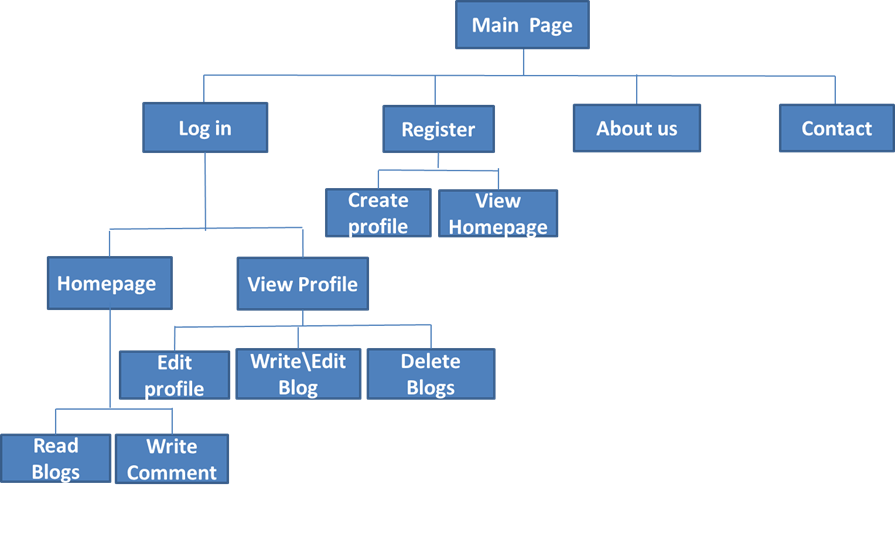 Main Page
Log in
Register
About us
Contact
Create
profile
View
Homepage
Homepage
View Profile
Edit
profile
Write\Edit
Blog
Delete
Blogs
Read
Blogs
Write
Comment